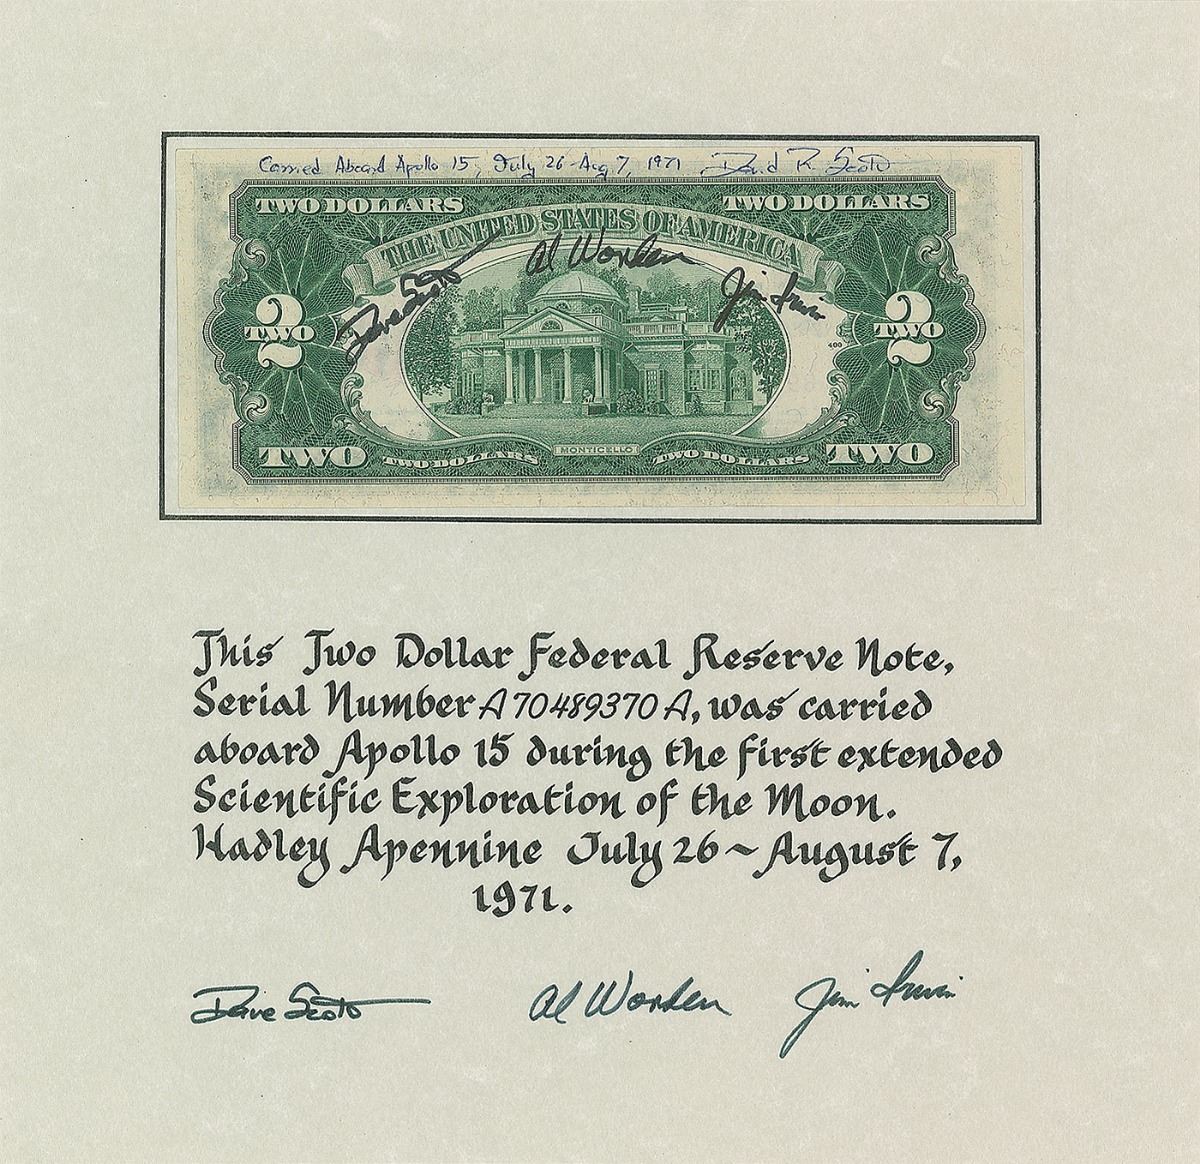 Carried Aboard Apollo 15, July 26-Aug 7, 1971 David R. Scott
TWO DOLLARS TWO DOLLARS
THE UNITED STATES OF AMERICA
Dave Scott Al Worden Jim Irwin
2 TWO 2 TWO
400
TWO TWO DOLLARS MONTICELLO TWO DOLLARS TWO
This Two Dollar Federal Reserve Note,
Serial Number A 70489370 A, was carried
aboard Apollo 15 during the first extended
Scientific Exploration of the Moon.
Hadley Apennine July 26 ~ August 7,
1971.
Dave Scott Al Worden Jim Irwin